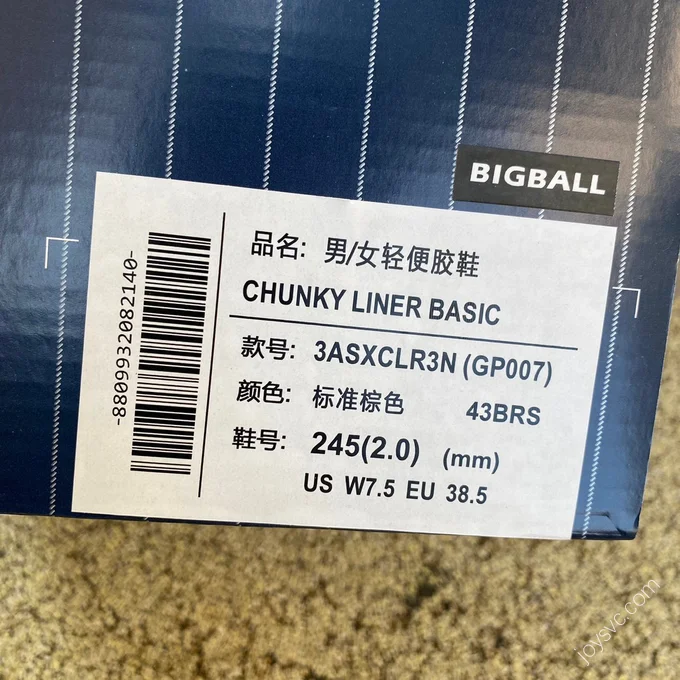 BIGBALL
-8809932082140-
品名: 男/女轻便胶鞋
CHUNKY LINER BASIC
款号: 3ASXCLR3N (GP007)
颜色: 标准棕色 43BRS
鞋号: 245(2.0) (mm)
US W7.5 EU 38.5
joysvc.com